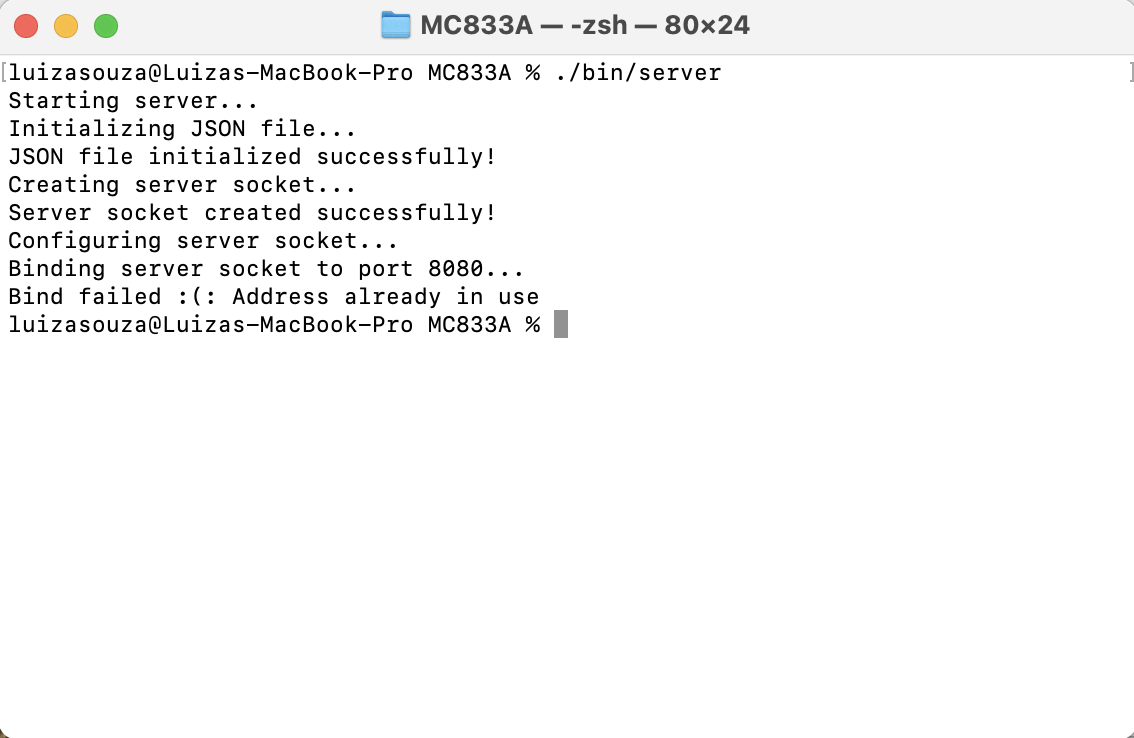 MC833A — -zsh — 80×24
[luizasouza@Luizas-MacBook-Pro MC833A % ./bin/server ]
Starting server...
Initializing JSON file...
JSON file initialized successfully!
Creating server socket...
Server socket created successfully!
Configuring server socket...
Binding server socket to port 8080...
Bind failed :(: Address already in use
luizasouza@Luizas-MacBook-Pro MC833A %